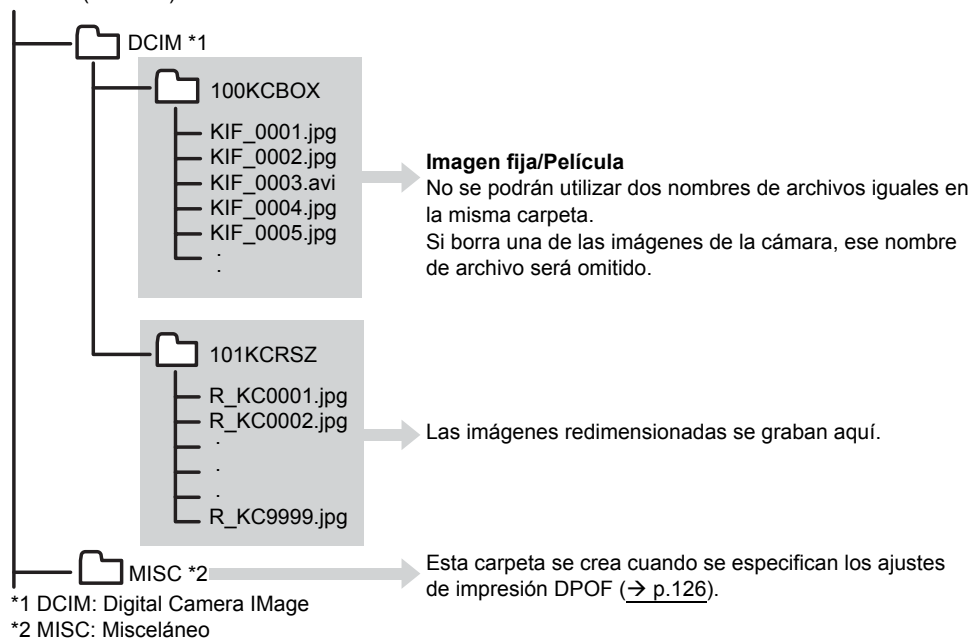 DCIM *1
100KCBOX
KIF_0001.jpg
KIF_0002.jpg
KIF_0003.avi
KIF_0004.jpg
KIF_0005.jpg
:
Imagen fija/Película
No se podrán utilizar dos nombres de archivos iguales en
la misma carpeta.
Si borra una de las imágenes de la cámara, ese nombre
de archivo será omitido.
101KCRSZ
R_KC0001.jpg
R_KC0002.jpg
.
.
.
R_KC9999.jpg
Las imágenes redimensionadas se graban aquí.
MISC *2
Esta carpeta se crea cuando se especifican los ajustes
de impresión DPOF (→ p.126).
*1 DCIM: Digital Camera IMage
*2 MISC: Misceláneo